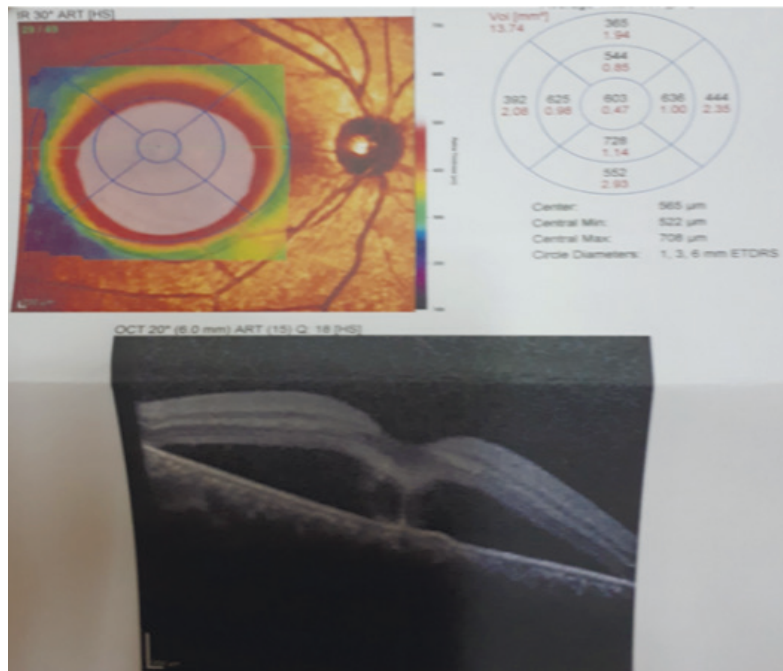 IR 30° ART [HS]
Vol [mm³]
13.74
365
1.94
544
0.85
392
2.08
625
0.98
603
0.47
636
1.00
444
2.35
728
1.14
552
2.93
Center: 565 µm
Central Min: 522 µm
Central Max: 708 µm
Circle Diameters: 1, 3, 6 mm ETDRS
OCT 20° (6.0 mm) ART (15) Q: 18 [HS]